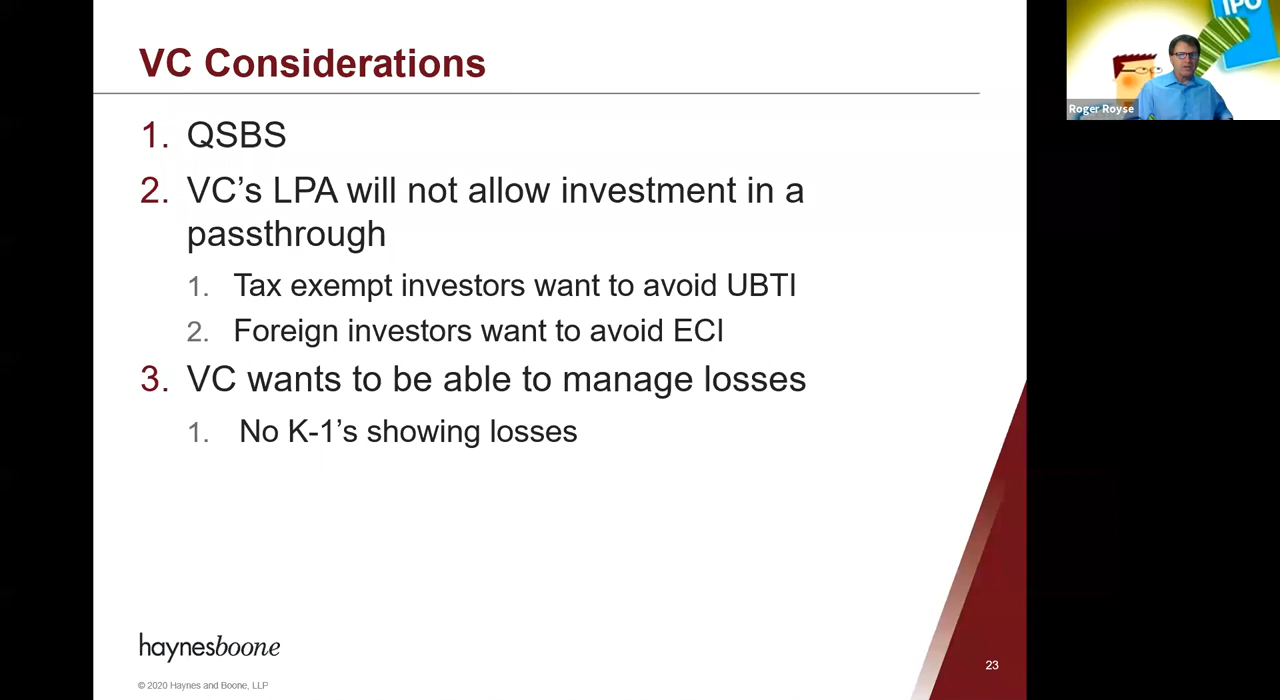 VC Considerations
1. QSBS
2. VC’s LPA will not allow investment in a
passthrough
1. Tax exempt investors want to avoid UBTI
2. Foreign investors want to avoid ECI
3. VC wants to be able to manage losses
1. No K-1’s showing losses
haynesboone
© 2020 Haynes and Boone, LLP
23
IPO
Roger Royse